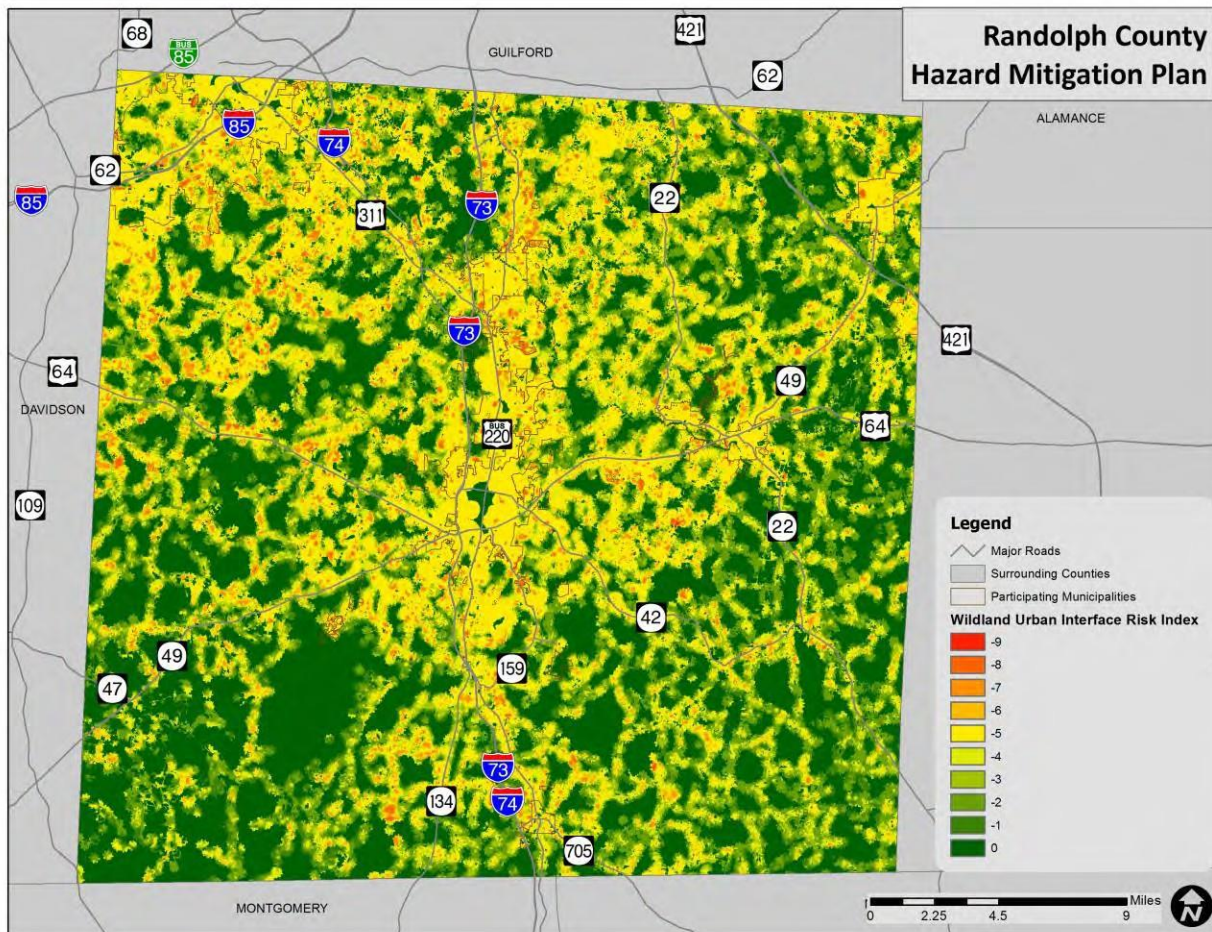 Randolph County
Hazard Mitigation Plan
68
BUS
85
GUILFORD
421
62
ALAMANCE
85
74
62
85
311
73
22
73
421
64
DAVIDSON
49
64
BUS
220
109
22
42
49
47
159
73
74
134
705
MONTGOMERY
Legend
Major Roads
Surrounding Counties
Participating Municipalities
Wildland Urban Interface Risk Index
-9
-8
-7
-6
-5
-4
-3
-2
-1
0
Miles
0 2.25 4.5 9
N